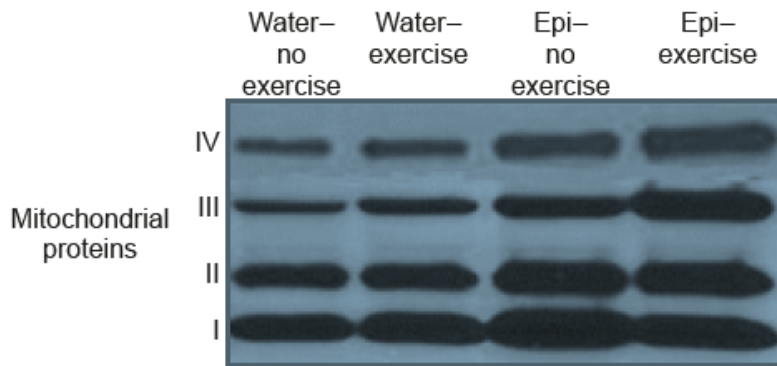 Water–
no
exercise
Water–
exercise
Epi–
no
exercise
Epi–
exercise
IV
III
Mitochondrial
proteins
II
I